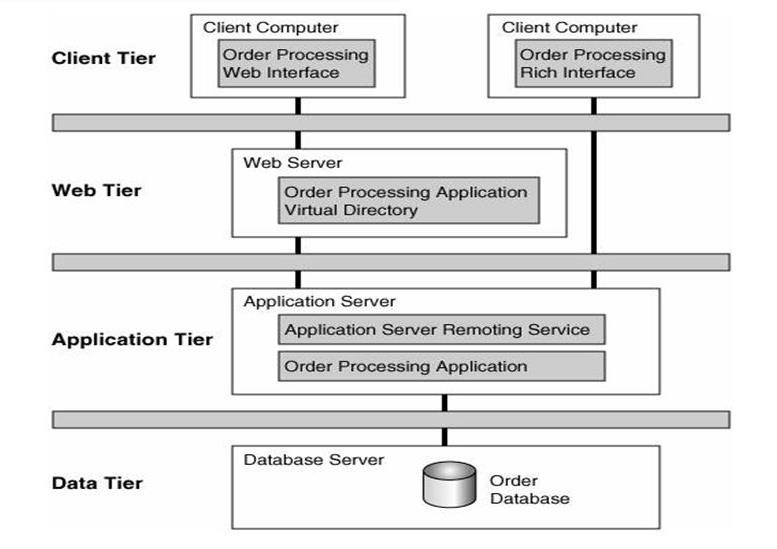 Client Tier
Client Computer
Order Processing
Web Interface
Client Computer
Order Processing
Rich Interface
Web Tier
Web Server
Order Processing Application
Virtual Directory
Application Tier
Application Server
Application Server Remoting Service
Order Processing Application
Data Tier
Database Server
Order
Database